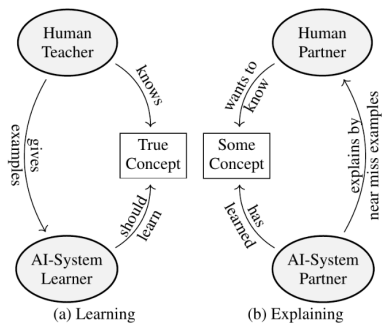 Human
Teacher
knows
gives
examples
True
Concept
should
learn
AI-System
Learner
(a) Learning
Human
Partner
wants to
know
Some
Concept
explains by
near miss examples
has
learned
AI-System
Partner
(b) Explaining